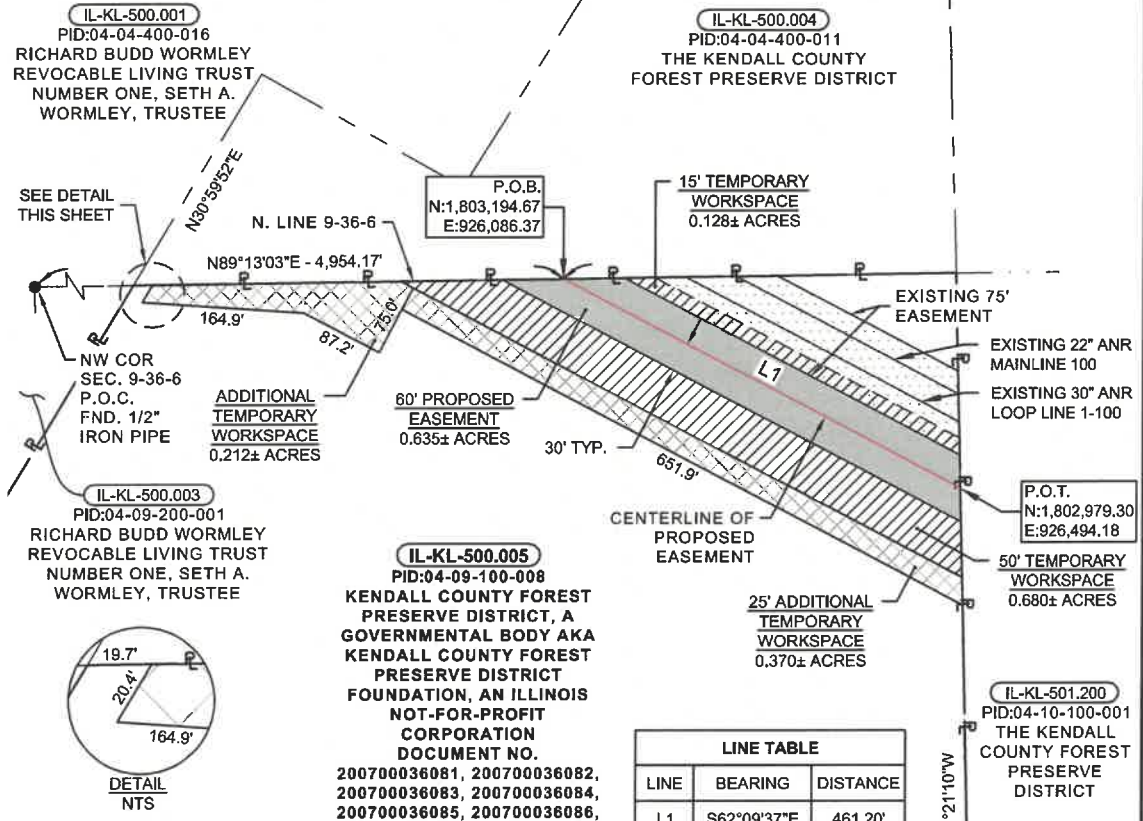 IL-KL-500.001
PID:04-04-400-016
RICHARD BUDD WORMLEY
REVOCABLE LIVING TRUST
NUMBER ONE, SETH A.
WORMLEY, TRUSTEE
IL-KL-500.004
PID:04-04-400-011
THE KENDALL COUNTY
FOREST PRESERVE DISTRICT
SEE DETAIL
THIS SHEET
N30°59'52"E
N. LINE 9-36-6
P.O.B.
N:1,803,194.67
E:926,086.37
15' TEMPORARY
WORKSPACE
0.128± ACRES
N89°13'03"E - 4,954.17'
164.9'
87.2'
75.0'
EXISTING 75'
EASEMENT
EXISTING 22" ANR
MAINLINE 100
EXISTING 30" ANR
LOOP LINE 1-100
L1
NW COR
SEC. 9-36-6
P.O.C.
FND. 1/2"
IRON PIPE
ADDITIONAL
TEMPORARY
WORKSPACE
0.212± ACRES
60' PROPOSED
EASEMENT
0.635± ACRES
30' TYP.
651.9'
CENTERLINE OF
PROPOSED
EASEMENT
P.O.T.
N:1,802,979.30
E:926,494.18
50' TEMPORARY
WORKSPACE
0.680± ACRES
25' ADDITIONAL
TEMPORARY
WORKSPACE
0.370± ACRES
IL-KL-500.003
PID:04-09-200-001
RICHARD BUDD WORMLEY
REVOCABLE LIVING TRUST
NUMBER ONE, SETH A.
WORMLEY, TRUSTEE
IL-KL-500.005
PID:04-09-100-008
KENDALL COUNTY FOREST
PRESERVE DISTRICT, A
GOVERNMENTAL BODY AKA
KENDALL COUNTY FOREST
PRESERVE DISTRICT
FOUNDATION, AN ILLINOIS
NOT-FOR-PROFIT
CORPORATION
DOCUMENT NO.
200700036081, 200700036082,
200700036083, 200700036084,
200700036085, 200700036086,
19.7'
20.4'
164.9'
DETAIL
NTS
LINE TABLE
LINE BEARING DISTANCE
L1 S62°09'37"E 461.20'
°21'10"W
IL-KL-501.200
PID:04-10-100-001
THE KENDALL
COUNTY FOREST
PRESERVE
DISTRICT